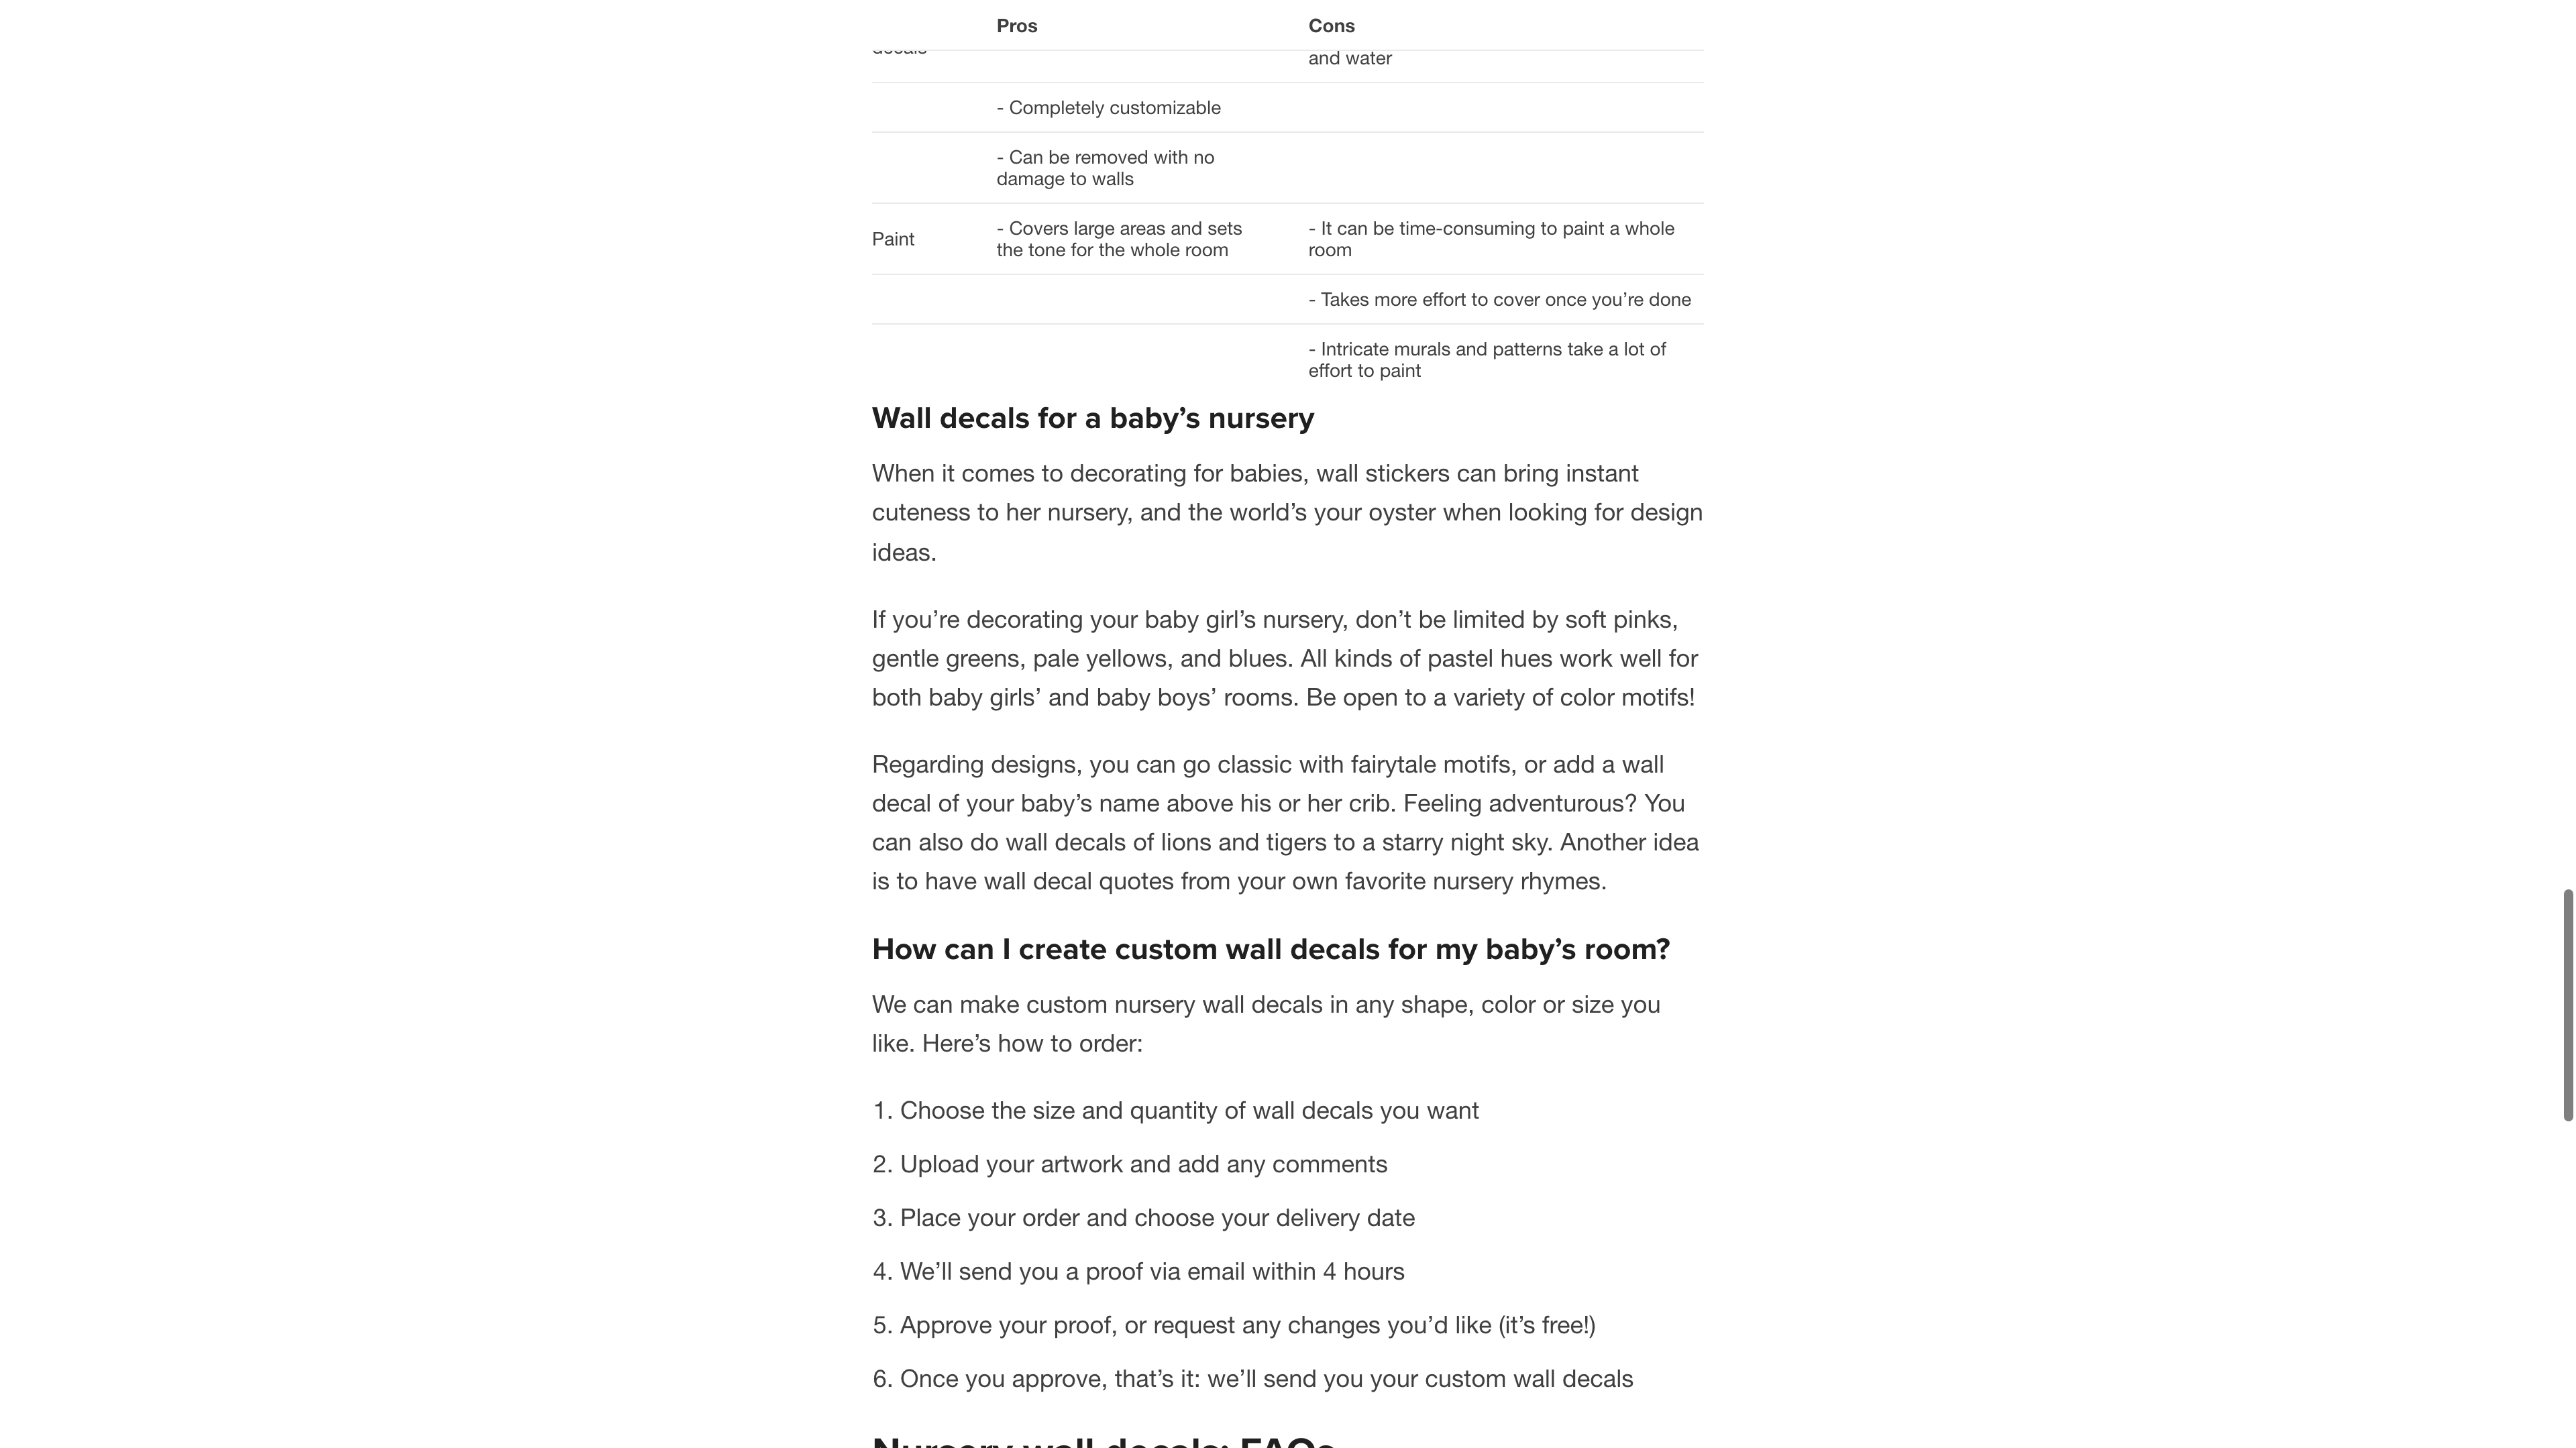 Pros Cons
decals
and water
- Completely customizable
- Can be removed with no
damage to walls
Paint
- Covers large areas and sets
the tone for the whole room
- It can be time-consuming to paint a whole
room
- Takes more effort to cover once you’re done
- Intricate murals and patterns take a lot of
effort to paint
Wall decals for a baby’s nursery
When it comes to decorating for babies, wall stickers can bring instant
cuteness to her nursery, and the world’s your oyster when looking for design
ideas.
If you’re decorating your baby girl’s nursery, don’t be limited by soft pinks,
gentle greens, pale yellows, and blues. All kinds of pastel hues work well for
both baby girls’ and baby boys’ rooms. Be open to a variety of color motifs!
Regarding designs, you can go classic with fairytale motifs, or add a wall
decal of your baby’s name above his or her crib. Feeling adventurous? You
can also do wall decals of lions and tigers to a starry night sky. Another idea
is to have wall decal quotes from your own favorite nursery rhymes.
How can I create custom wall decals for my baby’s room?
We can make custom nursery wall decals in any shape, color or size you
like. Here’s how to order:
1. Choose the size and quantity of wall decals you want
2. Upload your artwork and add any comments
3. Place your order and choose your delivery date
4. We’ll send you a proof via email within 4 hours
5. Approve your proof, or request any changes you’d like (it’s free!)
6. Once you approve, that’s it: we’ll send you your custom wall decals
Nursery wall decals: FAQs